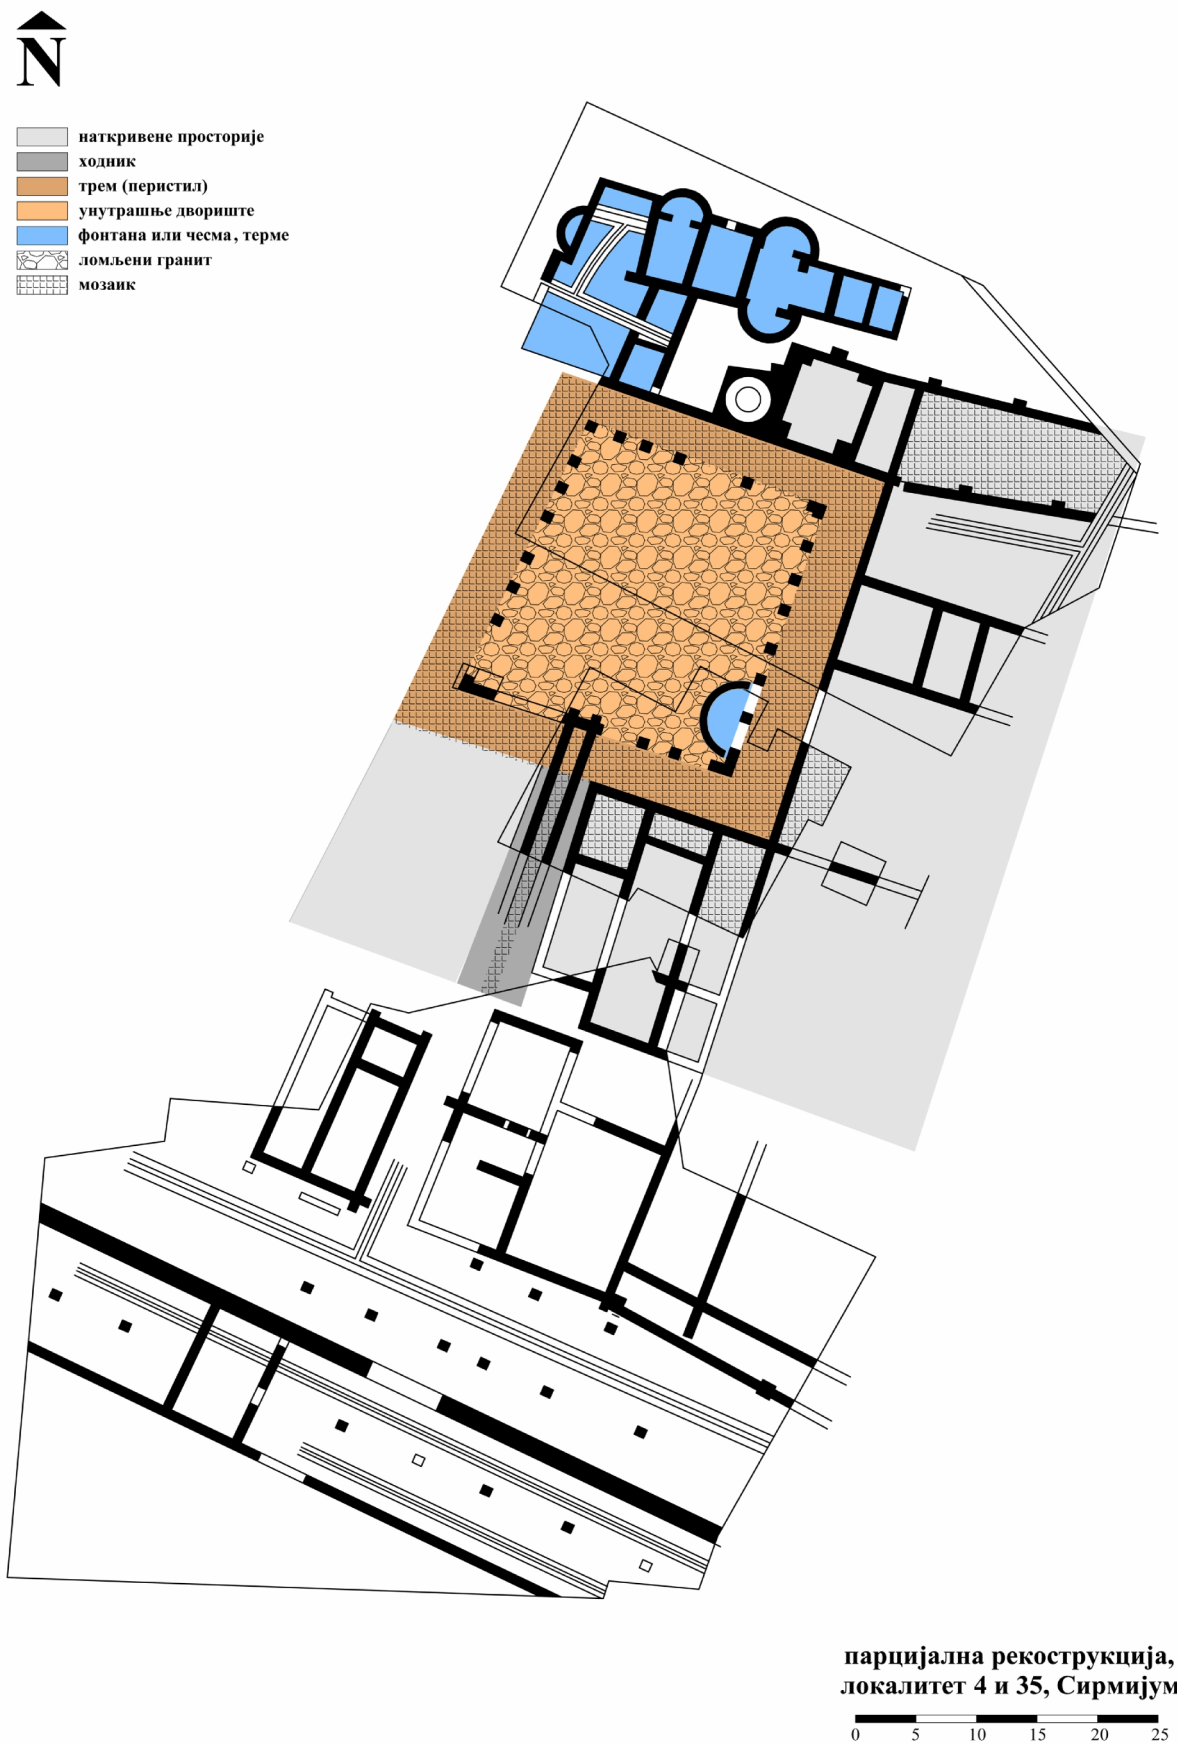 N
наткривене просторије
ходник
трем (перистил)
унутрашње двориште
фонтана или чесма, терме
ломљени гранит
мозаик
парцијална рекострукција,
локалитет 4 и 35, Сирмијум
0 5 10 15 20 25